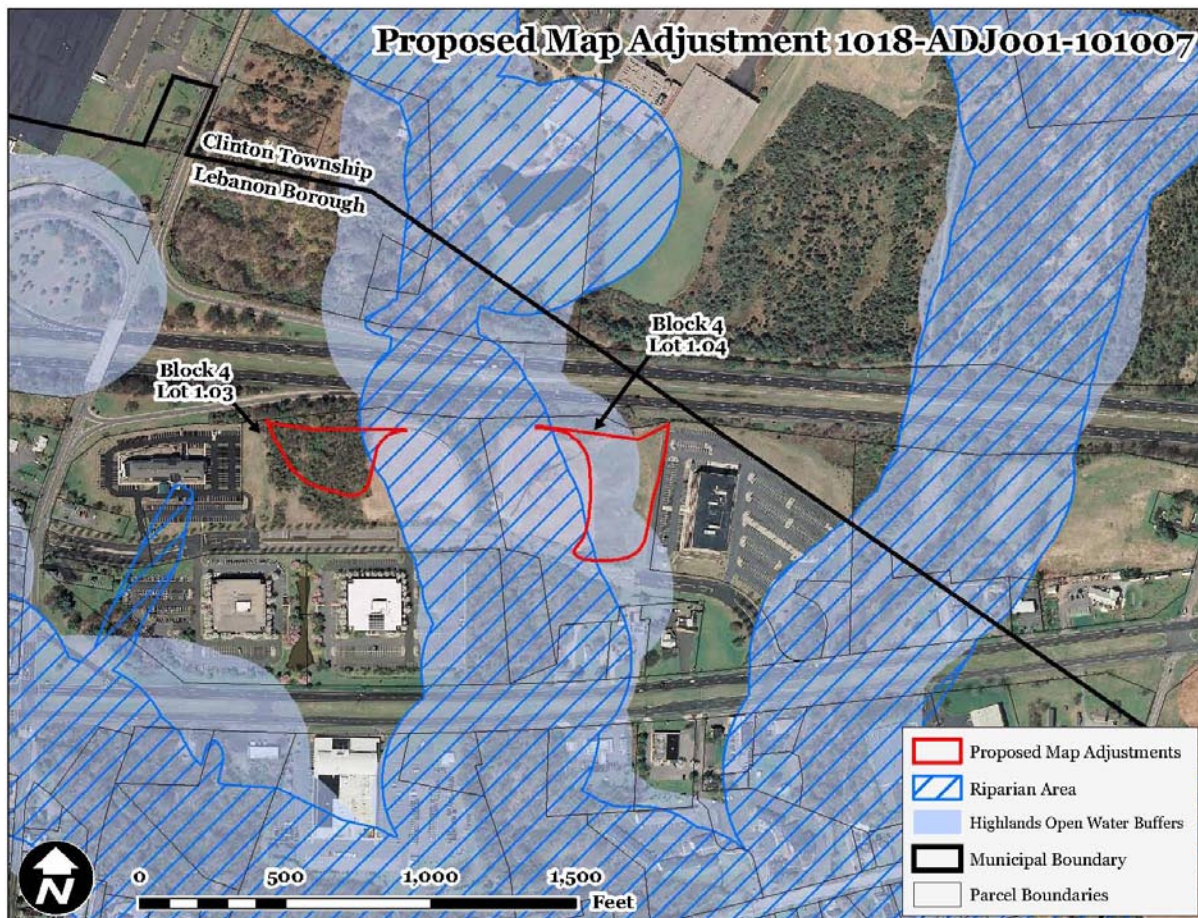 Proposed Map Adjustment 1018-ADJ001-101007
Clinton Township
Lebanon Borough
Block 4
Lot 1.04
Block 4
Lot 1.03
Proposed Map Adjustments
Riparian Area
Highlands Open Water Buffers
Municipal Boundary
Parcel Boundaries
N
0 500 1,000 1,500
Feet